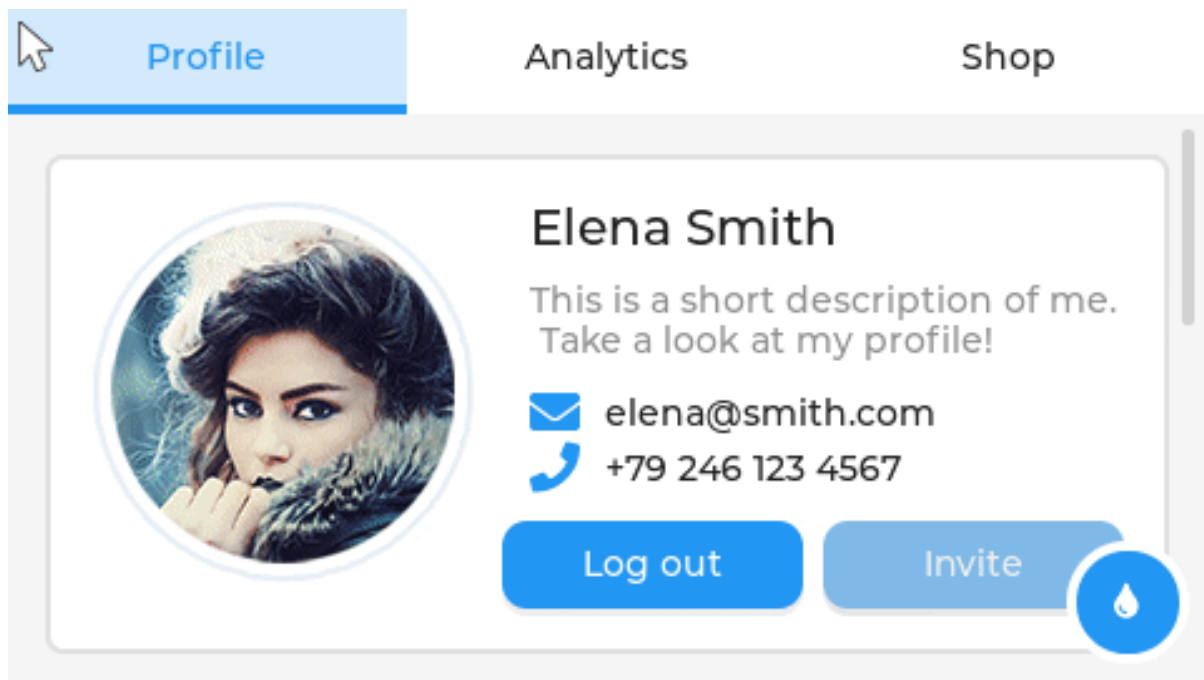 Profile
Analytics
Shop
Elena Smith
This is a short description of me.
Take a look at my profile!
elena@smith.com
+79 246 123 4567
Log out
Invite